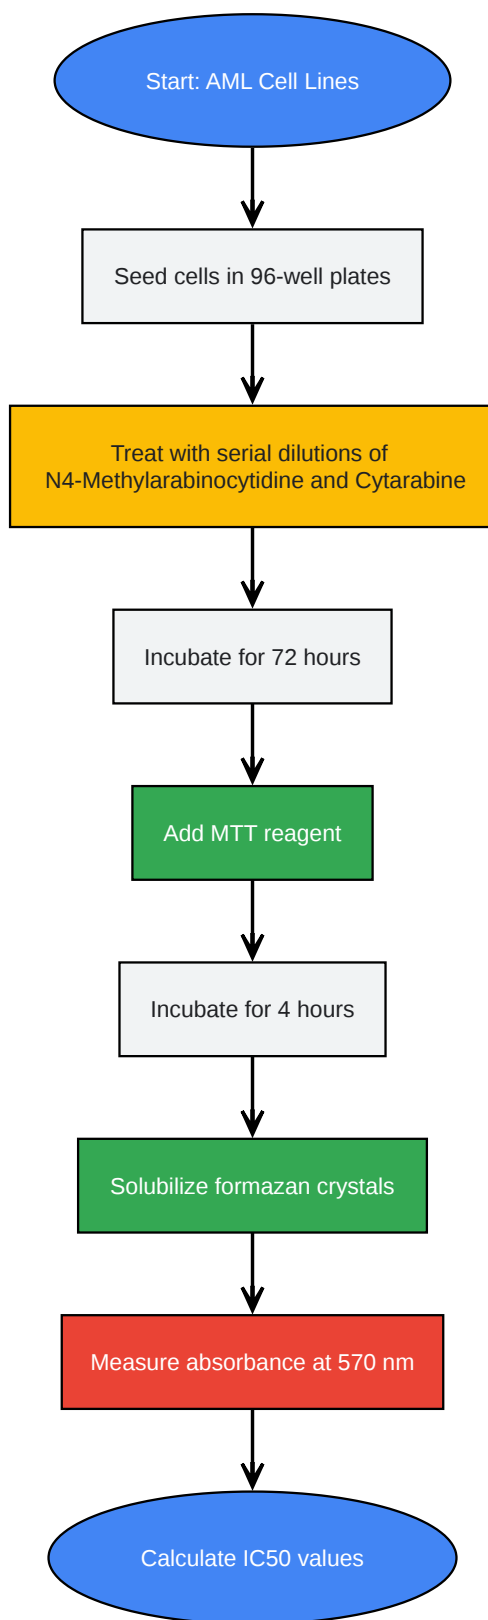 Start: AML Cell Lines
Seed cells in 96-well plates
Treat with serial dilutions of
N4-Methylarabinocytidine and Cytarabine
Incubate for 72 hours
Add MTT reagent
Incubate for 4 hours
Solubilize formazan crystals
Measure absorbance at 570 nm
Calculate IC50 values